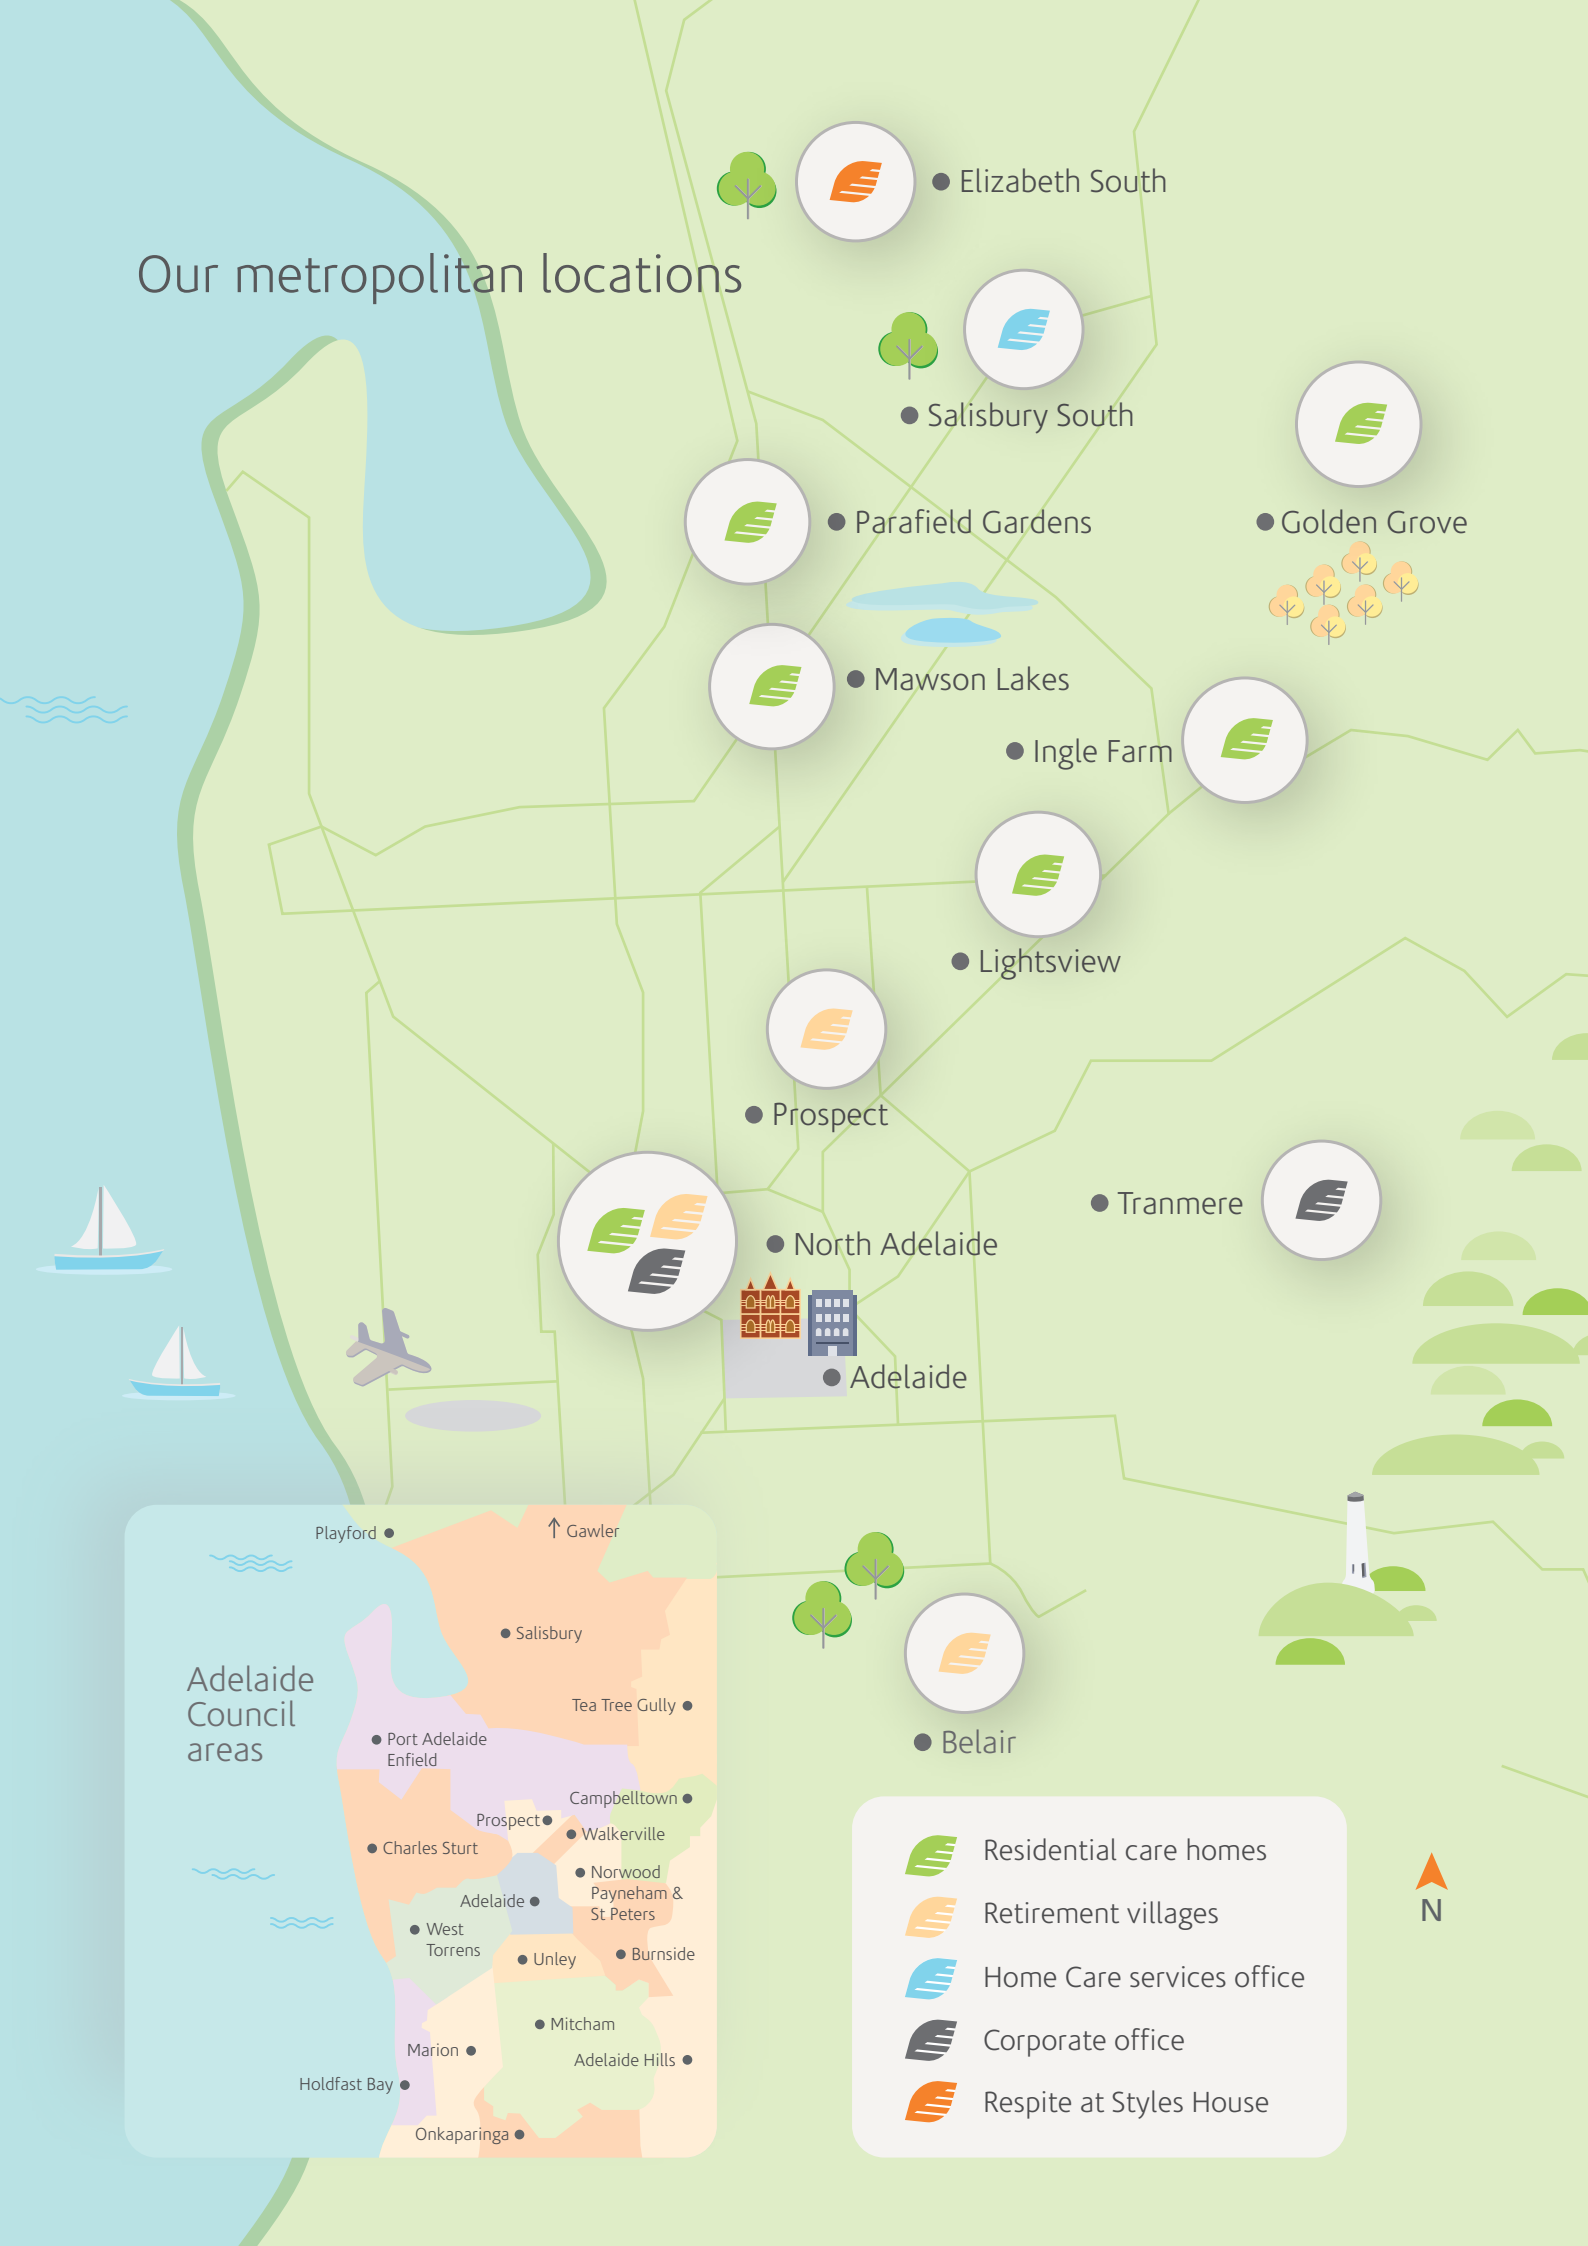 Our metropolitan locations
Elizabeth South
Salisbury South
Golden Grove
Parafield Gardens
Mawson Lakes
Ingle Farm
Lightsview
Prospect
Tranmere
North Adelaide
Adelaide
Belair
Adelaide
Council
areas
Playford
Gawler
Salisbury
Tea Tree Gully
Port Adelaide
Enfield
Campbelltown
Prospect
Walkerville
Charles Sturt
Norwood
Payneham &
St Peters
Adelaide
West
Torrens
Unley
Burnside
Mitcham
Marion
Adelaide Hills
Holdfast Bay
Onkaparinga
Residential care homes
Retirement villages
Home Care services office
Corporate office
Respite at Styles House
N